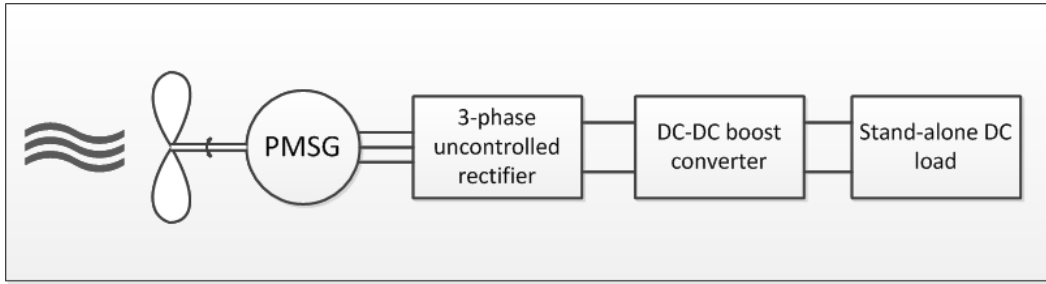 PMSG
3-phase
uncontrolled
rectifier
DC-DC boost
converter
Stand-alone DC
load